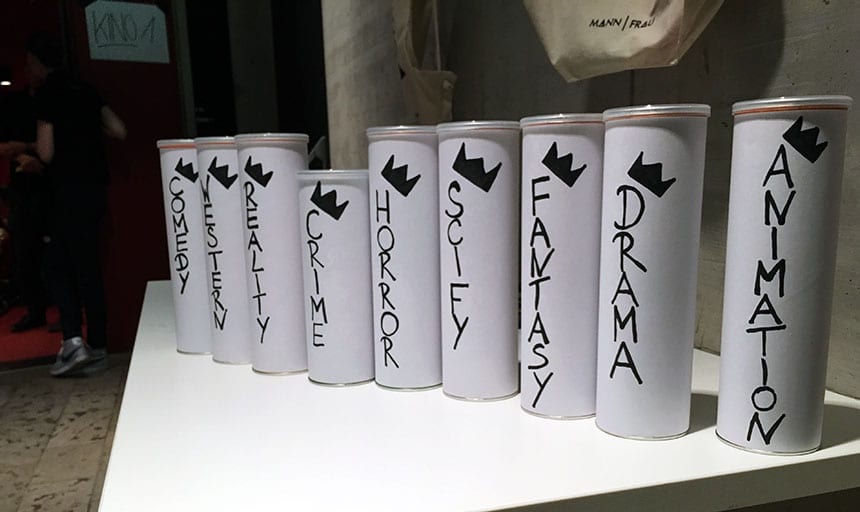 KINO 1
MANN/FRAU
COMEDY
WESTERN
REALITY
CRIME
HORROR
SCIFY
FANTASY
DRAMA
ANIMATION